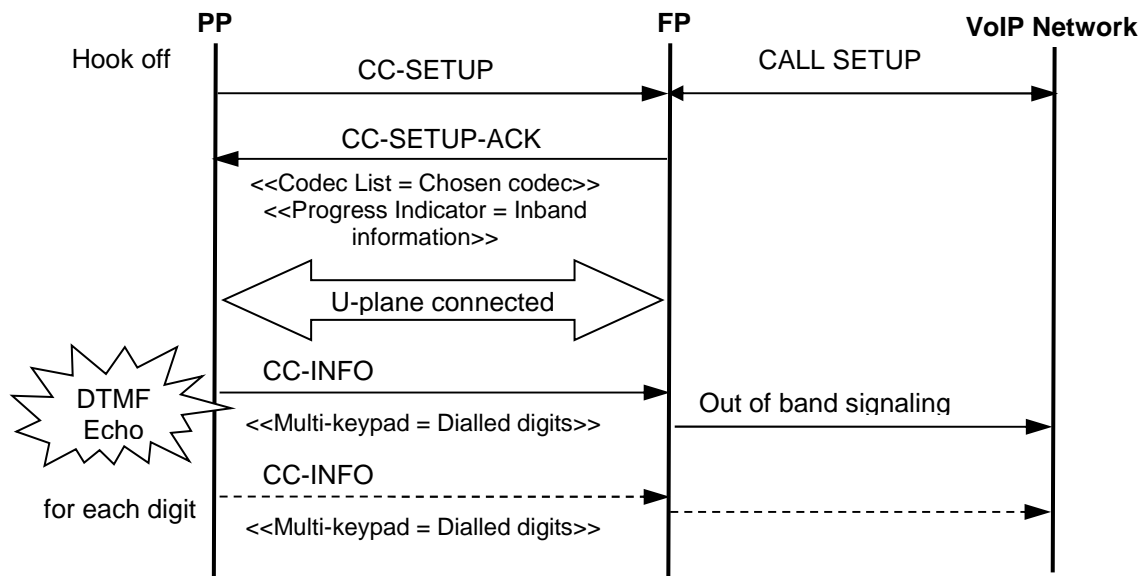 PP
FP
VoIP Network
Hook off
CC-SETUP
CALL SETUP
CC-SETUP-ACK
<<Codec List = Chosen codec>>
<<Progress Indicator = Inband
information>>
U-plane connected
CC-INFO
DTMF
Echo
<<Multi-keypad = Dialled digits>>
Out of band signaling
CC-INFO
for each digit
<<Multi-keypad = Dialled digits>>